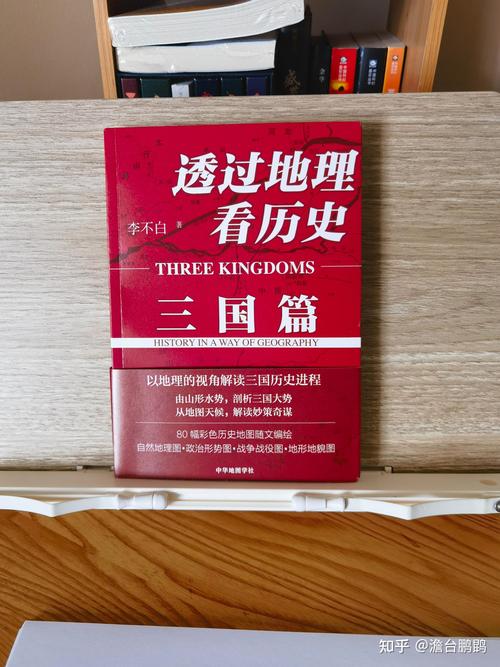 透过地理
看历史
李不白 著
THREE KINGDOMS
三国篇
HISTORY IN A WAY OF GEOGRAPHY
以地理的视角解读三国历史进程
由山形水势，剖析三国大势
从地图天候，解读妙策奇谋
80幅彩色历史地图随文编绘
自然地理图·政治形势图·战争战役图·地形地貌图
中华地图学社
知乎 @澹台鹏鹍